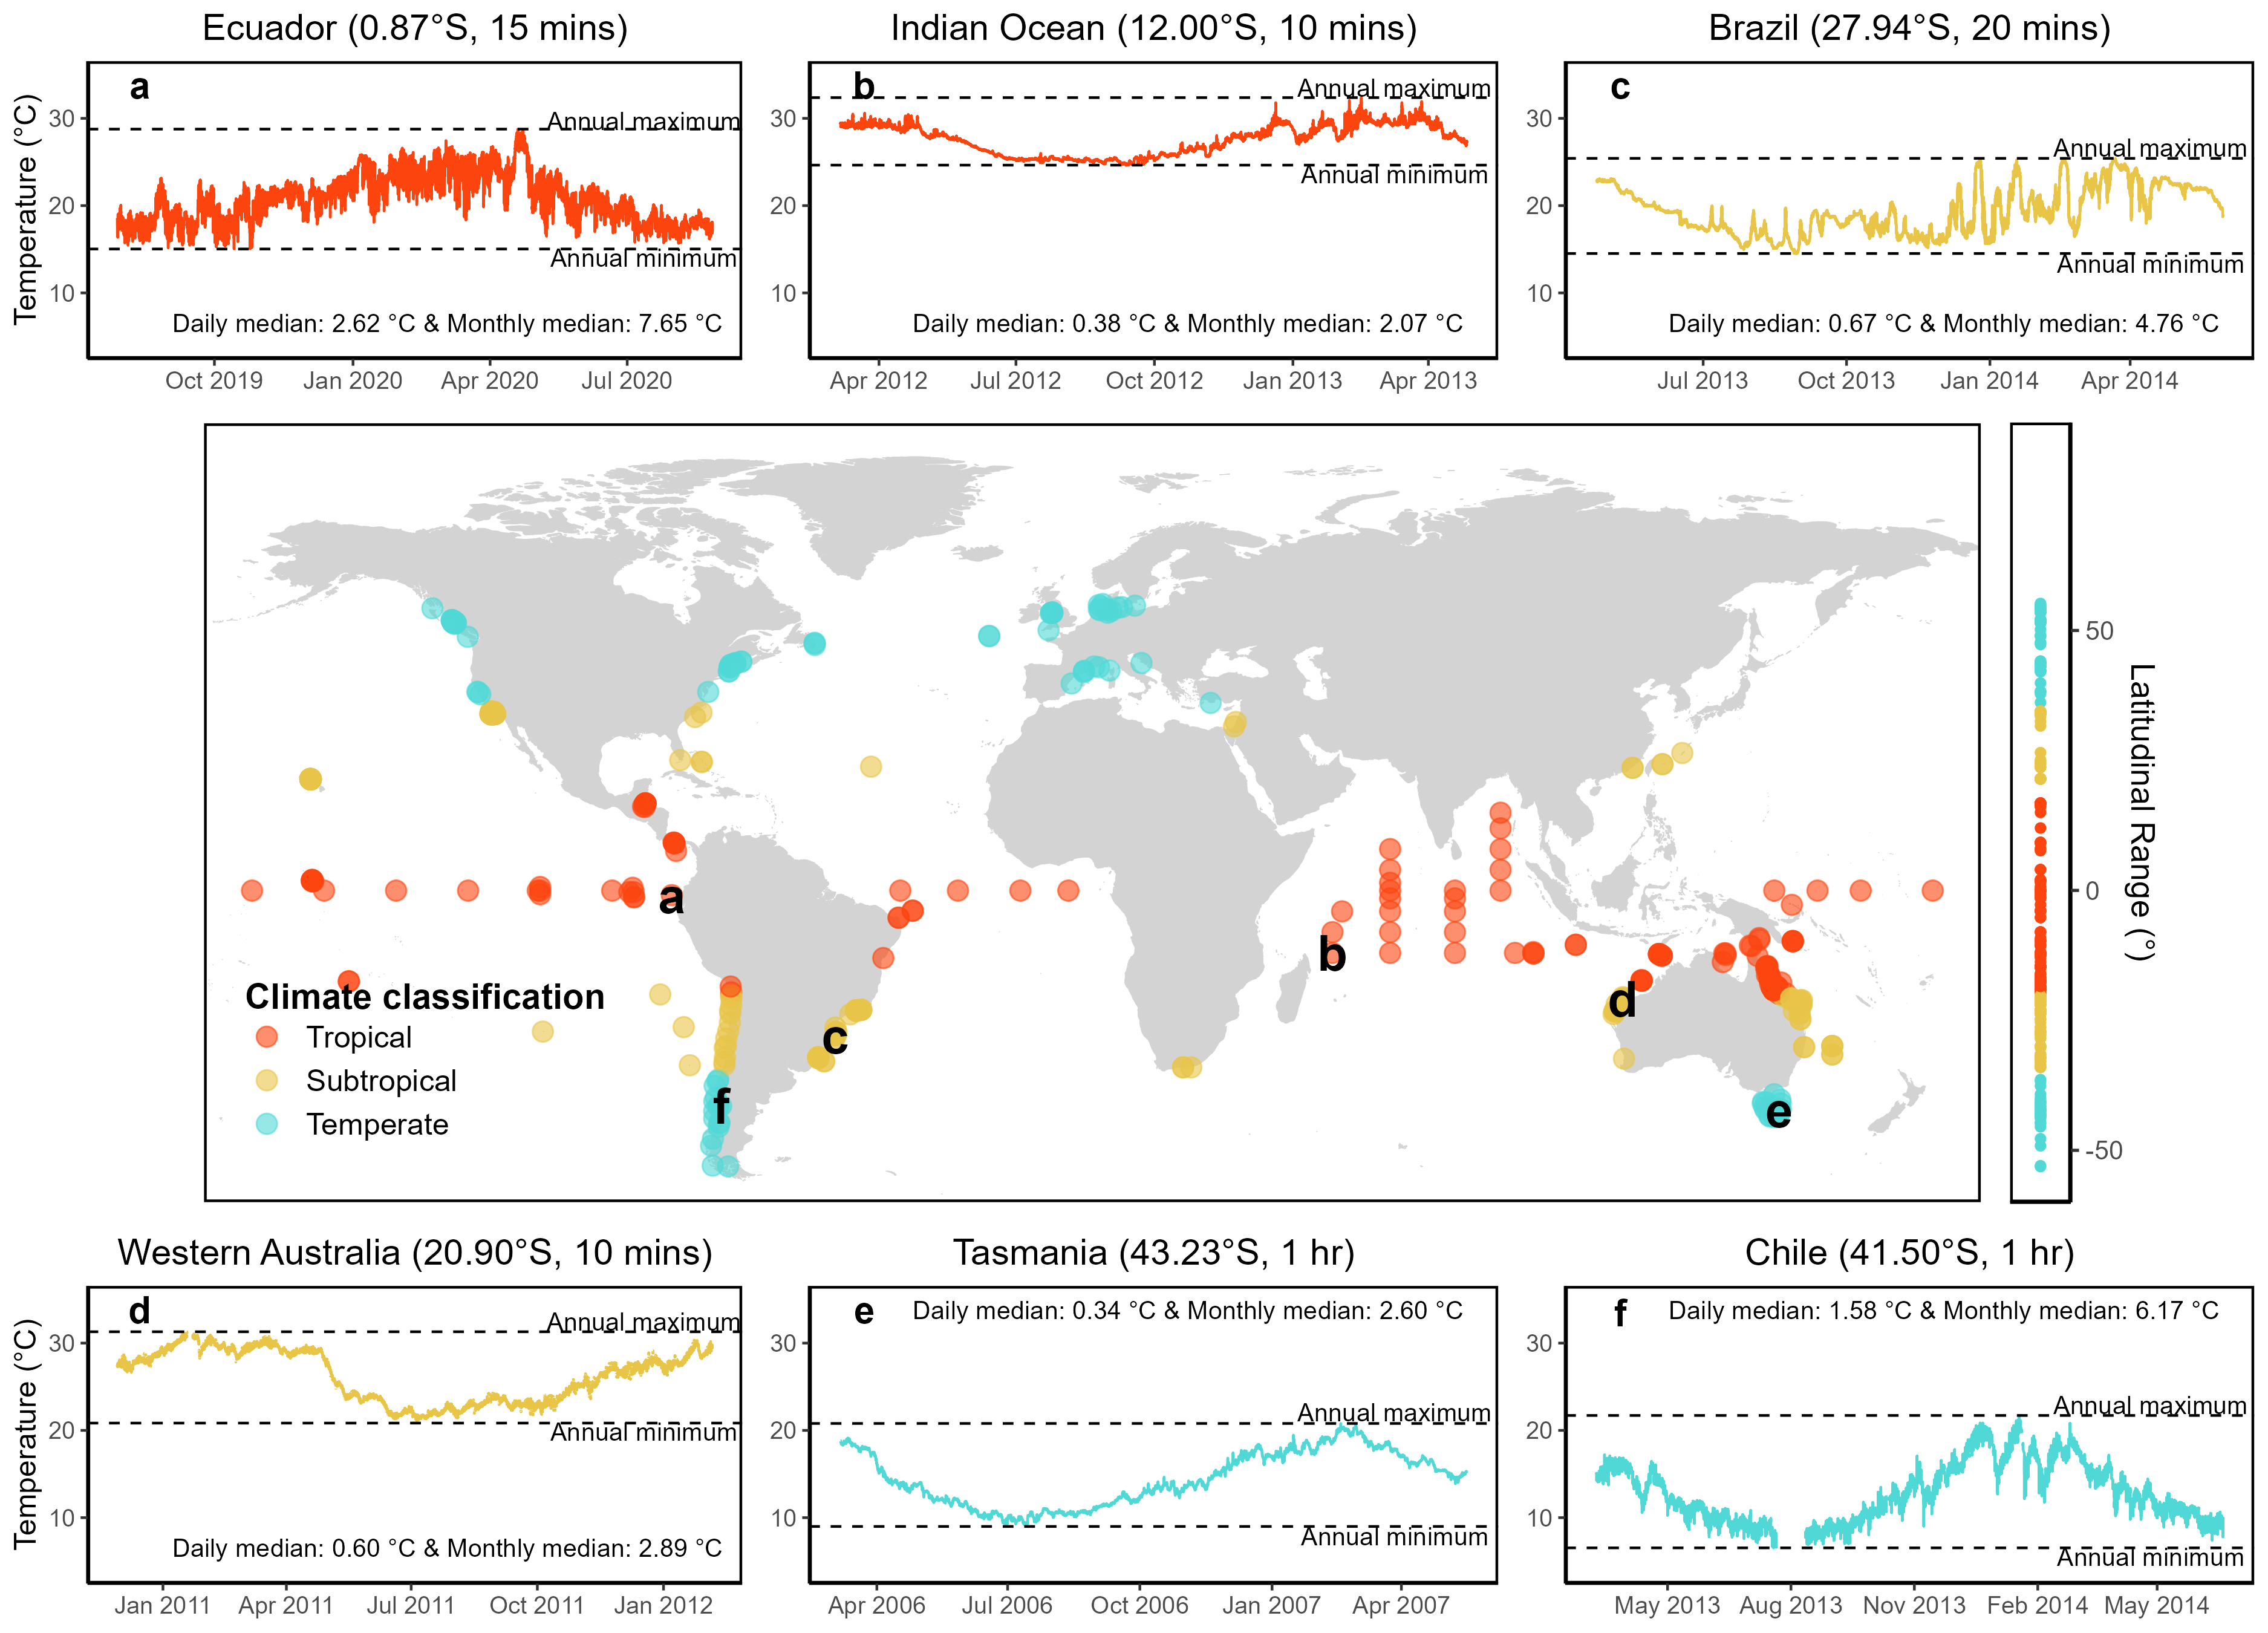 Ecuador (0.87°S, 15 mins)
Indian Ocean (12.00°S, 10 mins)
Brazil (27.94°S, 20 mins)
Temperature (°C)
30
20
10
a
Annual maximum
Annual minimum
Daily median: 2.62 °C & Monthly median: 7.65 °C
Oct 2019 Jan 2020 Apr 2020 Jul 2020
30
20
10
b
Annual maximum
Annual minimum
Daily median: 0.38 °C & Monthly median: 2.07 °C
Apr 2012 Jul 2012 Oct 2012 Jan 2013 Apr 2013
30
20
10
c
Annual maximum
Annual minimum
Daily median: 0.67 °C & Monthly median: 4.76 °C
Jul 2013 Oct 2013 Jan 2014 Apr 2014
a
b
c
d
e
f
Climate classification
Tropical
Subtropical
Temperate
50
0
-50
Latitudinal Range (°)
Western Australia (20.90°S, 10 mins)
Tasmania (43.23°S, 1 hr)
Chile (41.50°S, 1 hr)
Temperature (°C)
30
20
10
d
Annual maximum
Annual minimum
Daily median: 0.60 °C & Monthly median: 2.89 °C
Jan 2011 Apr 2011 Jul 2011 Oct 2011 Jan 2012
30
20
10
e
Daily median: 0.34 °C & Monthly median: 2.60 °C
Annual maximum
Annual minimum
Apr 2006 Jul 2006 Oct 2006 Jan 2007 Apr 2007
30
20
10
f
Daily median: 1.58 °C & Monthly median: 6.17 °C
Annual maximum
Annual minimum
May 2013 Aug 2013 Nov 2013 Feb 2014 May 2014